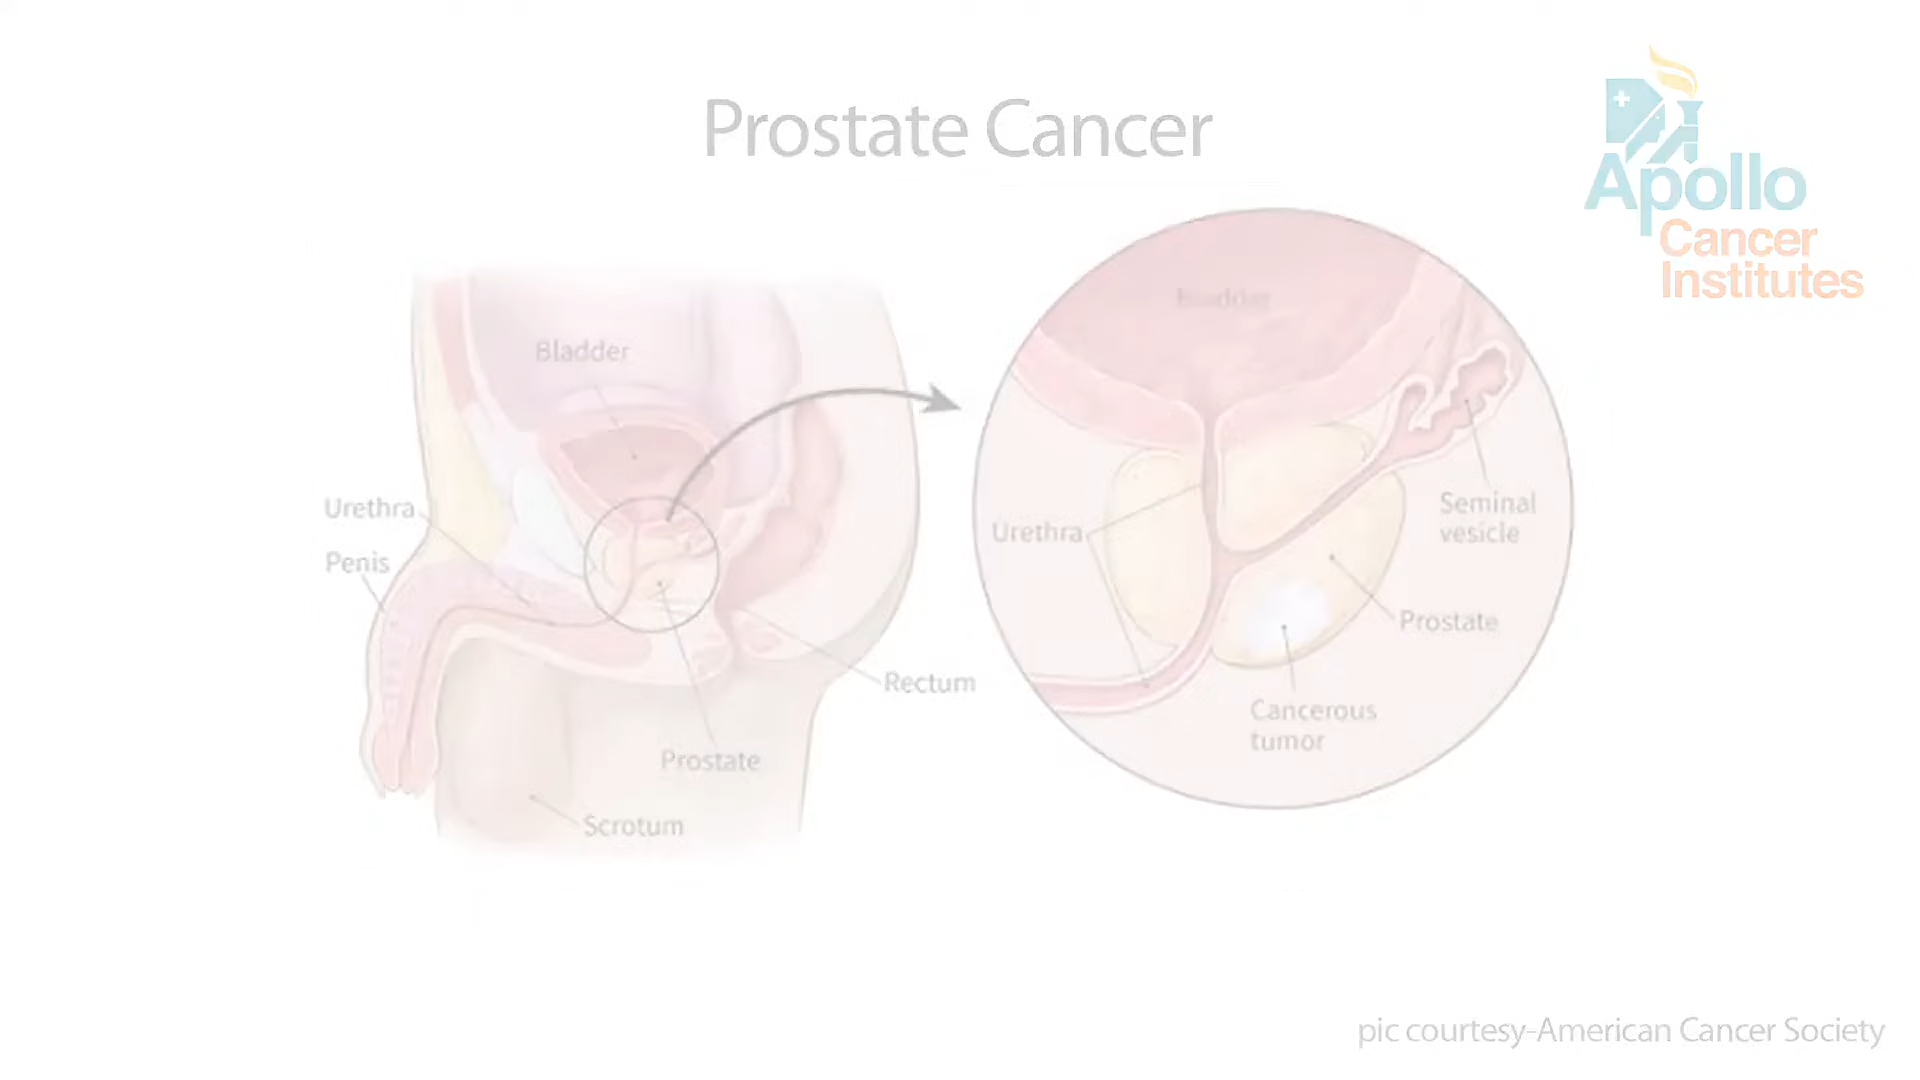 Prostate Cancer
Apollo
Cancer
Institutes
Bladder
Urethra
Penis
Rectum
Prostate
Scrotum
Bladder
Urethra
Seminal
vesicle
Prostate
Cancerous
tumor
pic courtesy-American Cancer Society